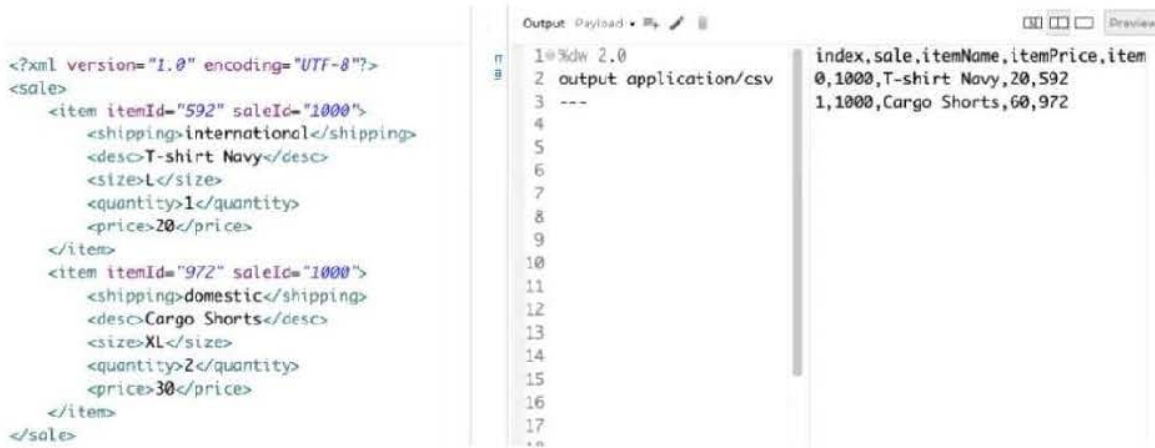 Output Payload
Preview
<?xml version="1.0" encoding="UTF-8"?>
<sale>
<item itemId="592" saleId="1000">
<shipping>international</shipping>
<desc>T-shirt Navy</desc>
<size>L</size>
<quantity>1</quantity>
<price>20</price>
</item>
<item itemId="972" saleId="1000">
<shipping>domestic</shipping>
<desc>Cargo Shorts</desc>
<size>XL</size>
<quantity>2</quantity>
<price>30</price>
</item>
</sale>
1 %dw 2.0
2 output application/csv
3 ---
4
5
6
7
8
9
10
11
12
13
14
15
16
17
index,sale,itemName,itemPrice,item
0,1000,T-shirt Navy,20,592
1,1000,Cargo Shorts,60,972